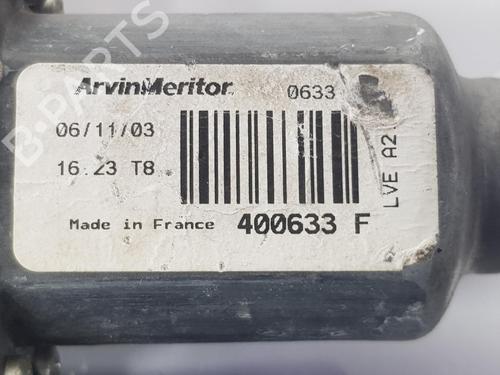 ArvinMeritor 0633
06/11/03
16.23 T8
LVE A2
Made in France 400633 F
B-PARTS